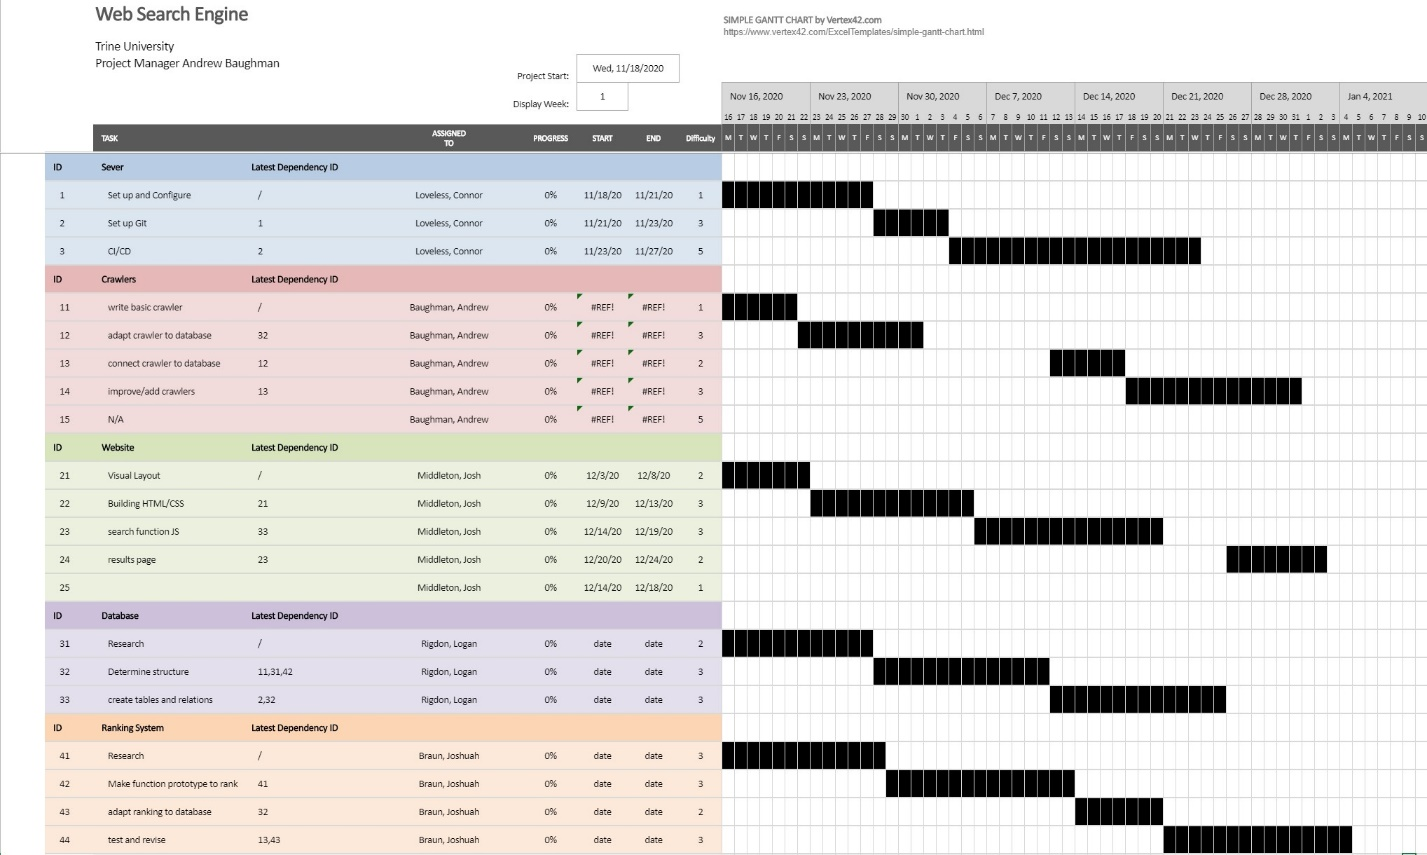 Web Search Engine
SIMPLE GANTT CHART by Vertex42.com
https://www.vertex42.com/ExcelTemplates/simple-gantt-chart.html
Trine University
Project Manager Andrew Baughman
Project Start: Wed, 11/18/2020
Display Week: 1
Nov 16, 2020 Nov 23, 2020 Nov 30, 2020 Dec 7, 2020 Dec 14, 2020 Dec 21, 2020 Dec 28, 2020 Jan 4, 2021
16 17 18 19 20 21 22 23 24 25 26 27 28 29 30 1 2 3 4 5 6 7 8 9 10 11 12 13 14 15 16 17 18 19 20 21 22 23 24 25 26 27 28 29 30 31 1 2 3 4 5 6 7 8 9 10
TASK ASSIGNED TO PROGRESS START END Difficulty M T W T F S S M T W T F S S M T W T F S S M T W T F S S M T W T F S S M T W T F S S M T W T F S S M T W T F S S
ID Sever Latest Dependency ID
1 Set up and Configure / Loveless, Connor 0% 11/18/20 11/21/20 1
2 Set up Git 1 Loveless, Connor 0% 11/21/20 11/23/20 3
3 CI/CD 2 Loveless, Connor 0% 11/23/20 11/27/20 5
ID Crawlers Latest Dependency ID
11 write basic crawler / Baughman, Andrew 0% #REF! #REF! 1
12 adapt crawler to database 32 Baughman, Andrew 0% #REF! #REF! 3
13 connect crawler to database 12 Baughman, Andrew 0% #REF! #REF! 2
14 improve/add crawlers 13 Baughman, Andrew 0% #REF! #REF! 3
15 N/A Baughman, Andrew 0% #REF! #REF! 5
ID Website Latest Dependency ID
21 Visual Layout / Middleton, Josh 0% 12/3/20 12/8/20 2
22 Building HTML/CSS 21 Middleton, Josh 0% 12/9/20 12/13/20 3
23 search function JS 33 Middleton, Josh 0% 12/14/20 12/19/20 3
24 results page 23 Middleton, Josh 0% 12/20/20 12/24/20 2
25 Middleton, Josh 0% 12/14/20 12/18/20 1
ID Database Latest Dependency ID
31 Research / Rigdon, Logan 0% date date 2
32 Determine structure 11,31,42 Rigdon, Logan 0% date date 3
33 create tables and relations 2,32 Rigdon, Logan 0% date date 3
ID Ranking System Latest Dependency ID
41 Research / Braun, Joshuah 0% date date 3
42 Make function prototype to rank 41 Braun, Joshuah 0% date date 3
43 adapt ranking to database 32 Braun, Joshuah 0% date date 2
44 test and revise 13,43 Braun, Joshuah 0% date date 3